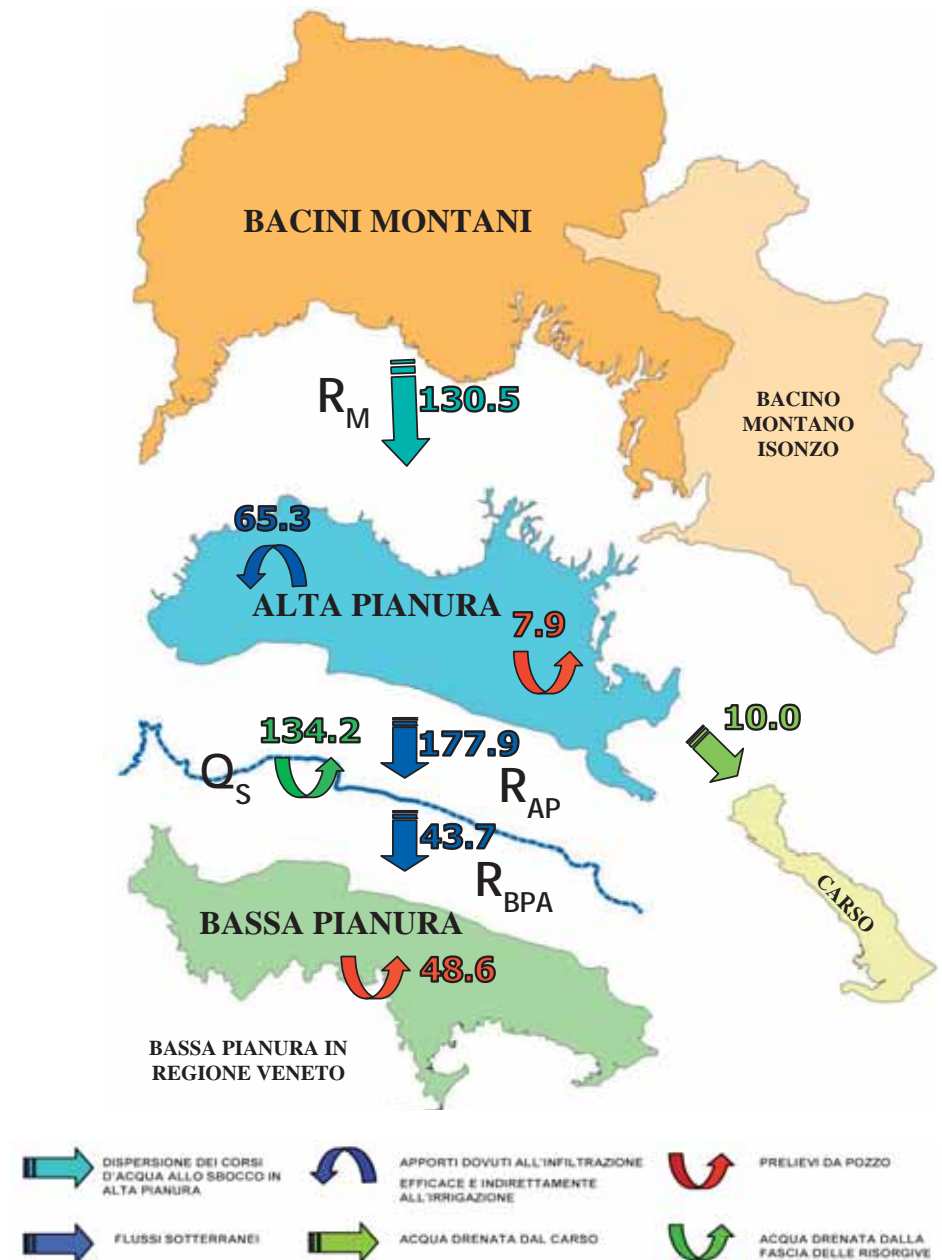 BACINI MONTANI
R_M
130.5
BACINO
MONTANO
ISONZO
65.3
ALTA PIANURA
7.9
10.0
134.2
177.9
Q_S
R_AP
43.7
R_BPA
CARSO
BASSA PIANURA
48.6
BASSA PIANURA IN
REGIONE VENETO
DISPERSIONE DEI CORSI
D'ACQUA ALLO SBOCCO IN
ALTA PIANURA
APPORTI DOVUTI ALL'INFILTRAZIONE
EFFICACE E INDIRETTAMENTE
ALL'IRRIGAZIONE
PRELIEVI DA POZZO
FLUSSI SOTTERRANEI
ACQUA DRENATA DAL CARSO
ACQUA DRENATA DALLA
FASCIA DELLE RISORGIVE